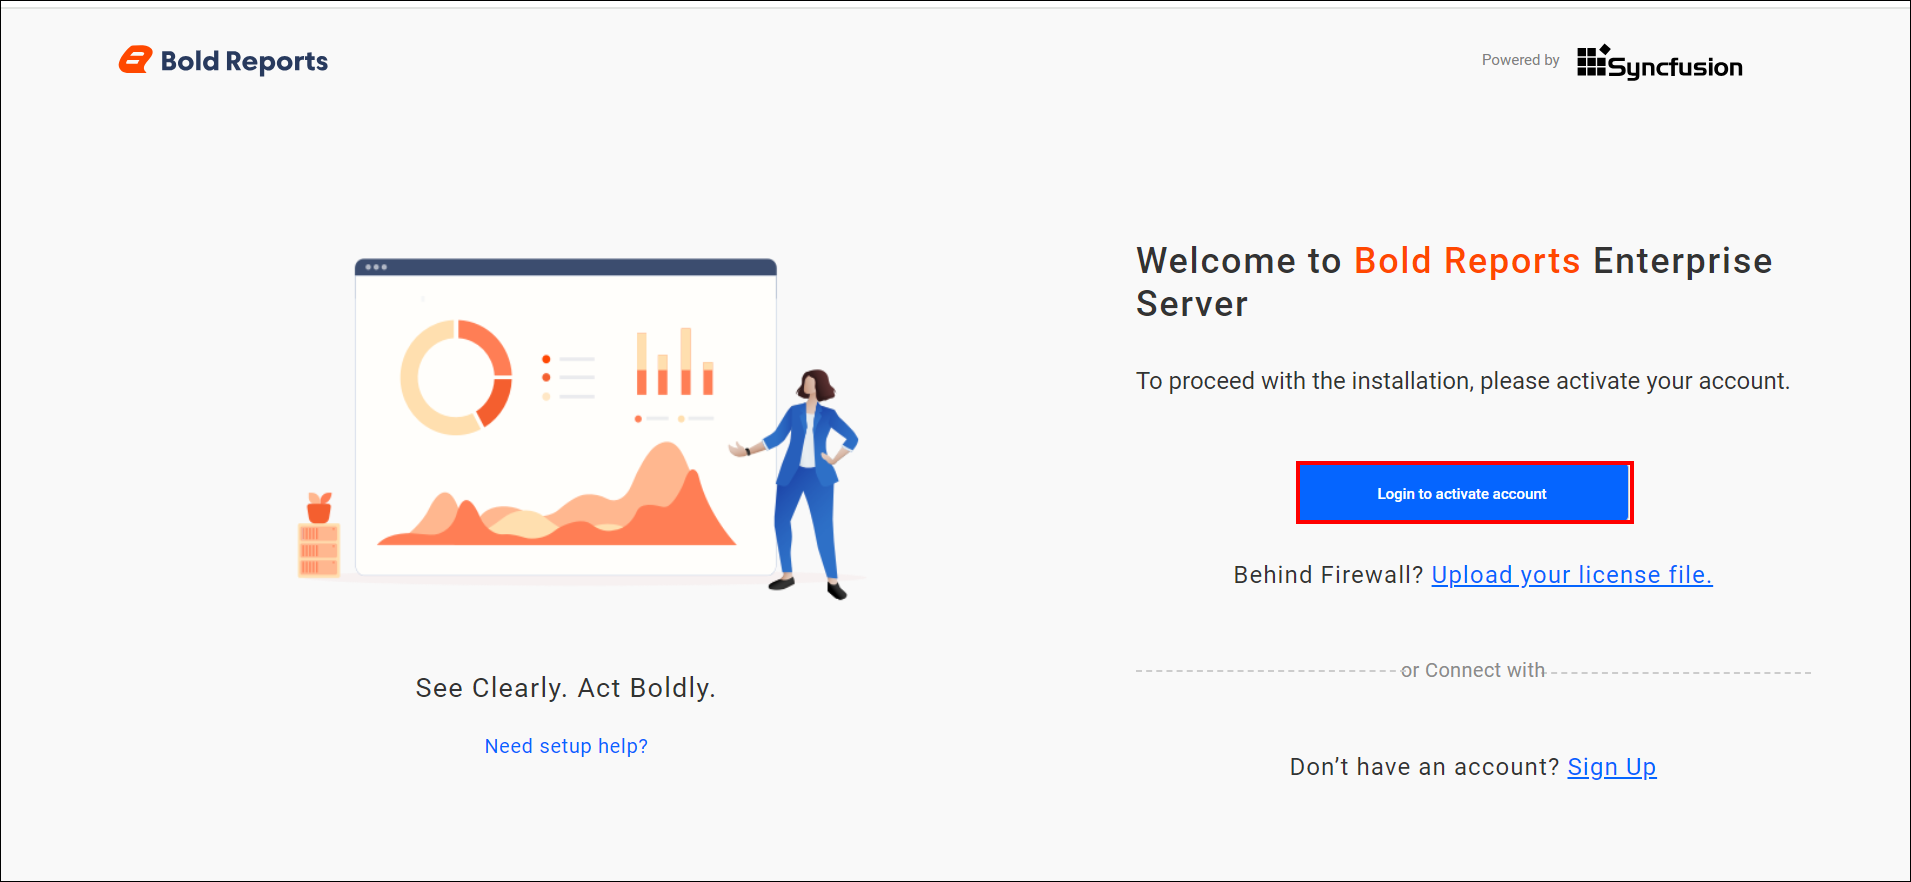 Bold Reports
Powered by Syncfusion
Welcome to Bold Reports Enterprise
Server
To proceed with the installation, please activate your account.
Login to activate account
Behind Firewall? Upload your license file.
or Connect with
Don’t have an account? Sign Up
See Clearly. Act Boldly.
Need setup help?